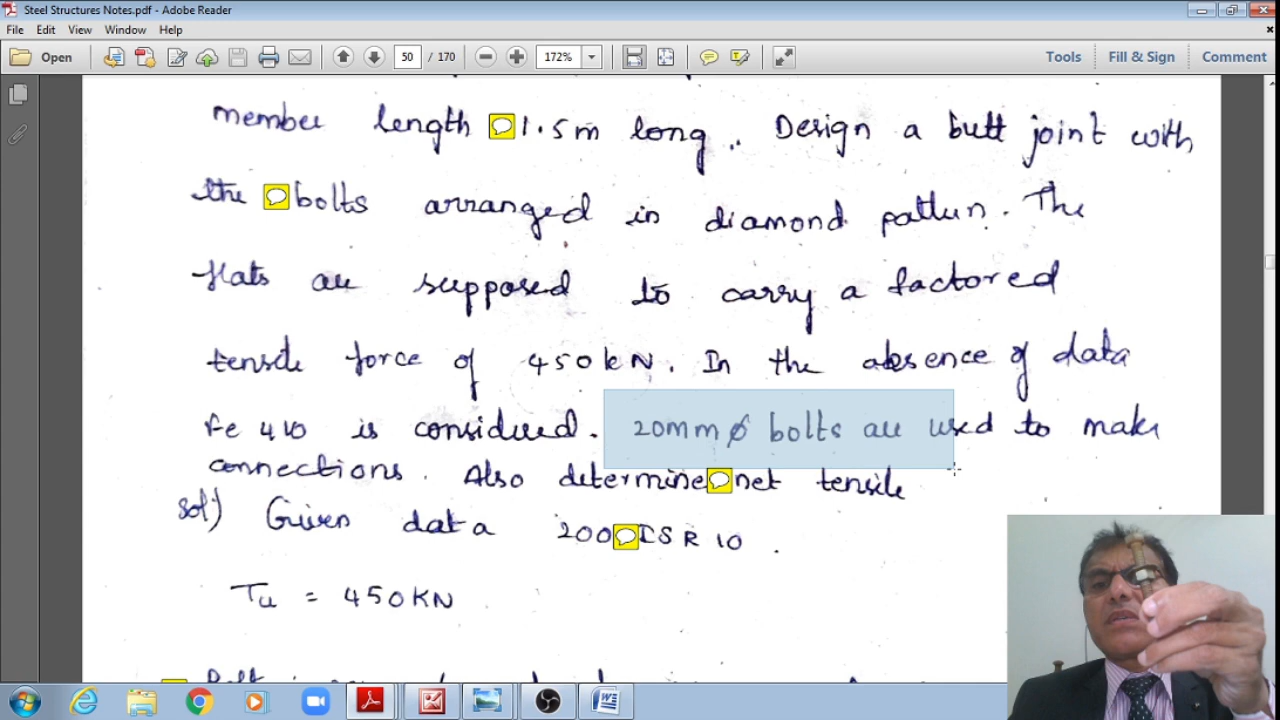 Steel Structures Notes.pdf - Adobe Reader
File Edit View Window Help
Open 50 / 170 172% Tools Fill & Sign Comment
member length 1.5m long. Design a butt joint with
the bolts arranged in diamond pattern. The
flats are supposed to carry a factored
tensile force of 450kN. In the absence of data
Fe 410 is considered. 20mm ϕ bolts are used to make
connections. Also determine net tensile
sol) Given data 200 ISR 10.
Tu = 450KN